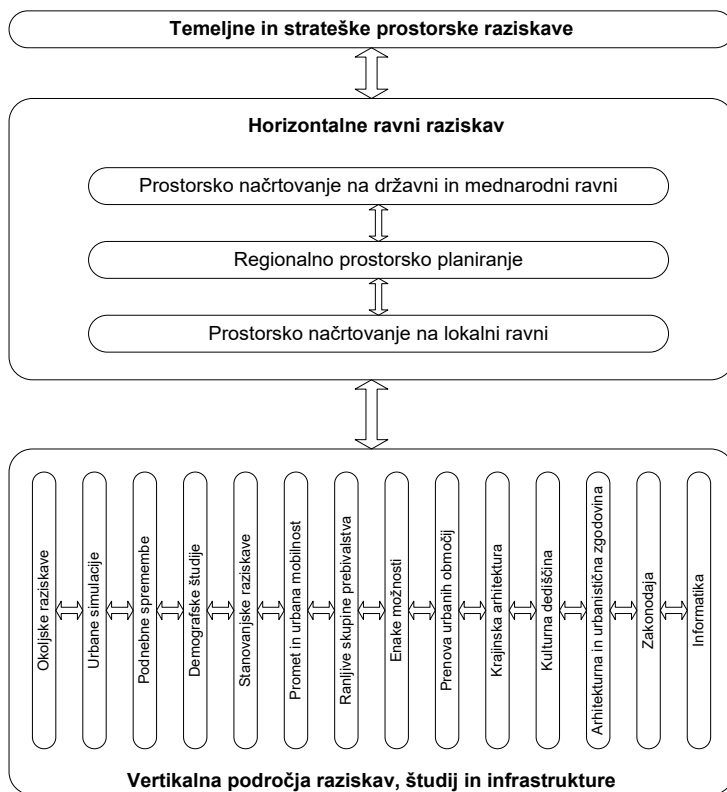 Temeljne in strateške prostorske raziskave
Horizontalne ravni raziskav
Prostorsko načrtovanje na državni in mednarodni ravni
Regionalno prostorsko planiranje
Prostorsko načrtovanje na lokalni ravni
Okoljske raziskave
Urbane simulacije
Podnebne spremembe
Demografske študije
Stanovanjske raziskave
Promet in urbana mobilnost
Ranljive skupine prebivalstva
Enake možnosti
Prenova urbanih območij
Krajinska arhitektura
Kulturna dediščina
Arhitekturna in urbanistična zgodovina
Zakonodaja
Informatika
Vertikalna področja raziskav, študij in infrastrukture